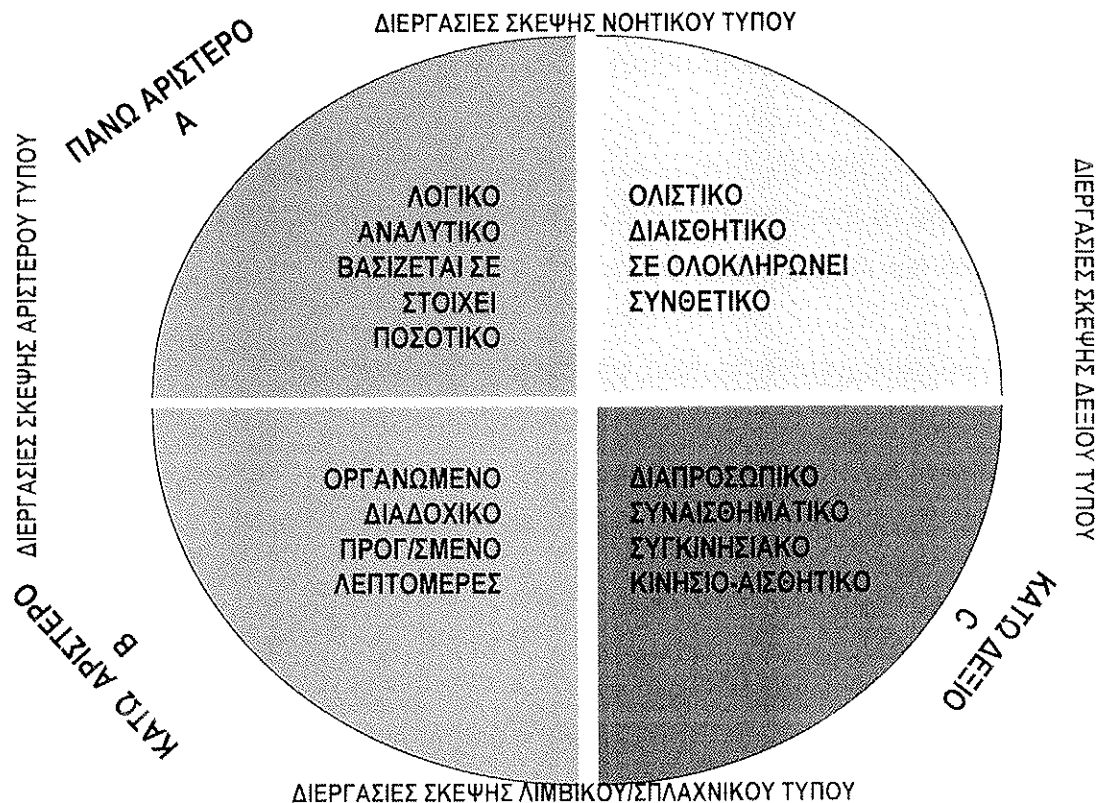 ΔΙΕΡΓΑΣΙΕΣ ΣΚΕΨΗΣ ΝΟΗΤΙΚΟΥ ΤΥΠΟΥ
ΠΑΝΩ ΑΡΙΣΤΕΡΟ
Α
ΔΙΕΡΓΑΣΙΕΣ ΣΚΕΨΗΣ ΑΡΙΣΤΕΡΟΥ ΤΥΠΟΥ
ΛΟΓΙΚΟ
ΑΝΑΛΥΤΙΚΟ
ΒΑΣΙΖΕΤΑΙ ΣΕ
ΣΤΟΙΧΕΙ
ΠΟΣΟΤΙΚΟ
ΟΛΙΣΤΙΚΟ
ΔΙΑΙΣΘΗΤΙΚΟ
ΣΕ ΟΛΟΚΛΗΡΩΝΕΙ
ΣΥΝΘΕΤΙΚΟ
ΔΙΕΡΓΑΣΙΕΣ ΣΚΕΨΗΣ ΔΕΞΙΟΥ ΤΥΠΟΥ
ΟΡΓΑΝΩΜΕΝΟ
ΔΙΑΔΟΧΙΚΟ
ΠΡΟΓ/ΣΜΕΝΟ
ΛΕΠΤΟΜΕΡΕΣ
ΔΙΑΠΡΟΣΩΠΙΚΟ
ΣΥΝΑΙΣΘΗΜΑΤΙΚΟ
ΣΥΓΚΙΝΗΣΙΑΚΟ
ΚΙΝΗΣΙΟ-ΑΙΣΘΗΤΙΚΟ
ΚΑΤΩ ΑΡΙΣΤΕΡΟ
Β
ΚΑΤΩ ΔΕΞΙΟ
C
ΔΙΕΡΓΑΣΙΕΣ ΣΚΕΨΗΣ ΛΙΜΒΙΚΟΥ/ΣΠΛΑΧΝΙΚΟΥ ΤΥΠΟΥ